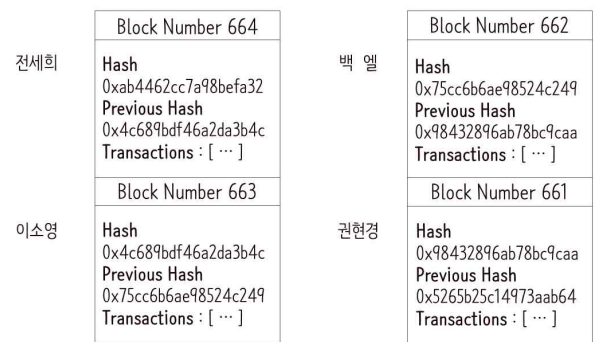 전세희
Block Number 664
Hash
0xab4462cc7a98befa32
Previous Hash
0x4c689bdf46a2da3b4c
Transactions : [ … ]
백 엘
Block Number 662
Hash
0x75cc6b6ae98524c249
Previous Hash
0x98432896ab78bc9caa
Transactions : [ … ]
이소영
Block Number 663
Hash
0x4c689bdf46a2da3b4c
Previous Hash
0x75cc6b6ae98524c249
Transactions : [ … ]
권현경
Block Number 661
Hash
0x98432896ab78bc9caa
Previous Hash
0x5265b25c14973aab64
Transactions : [ … ]